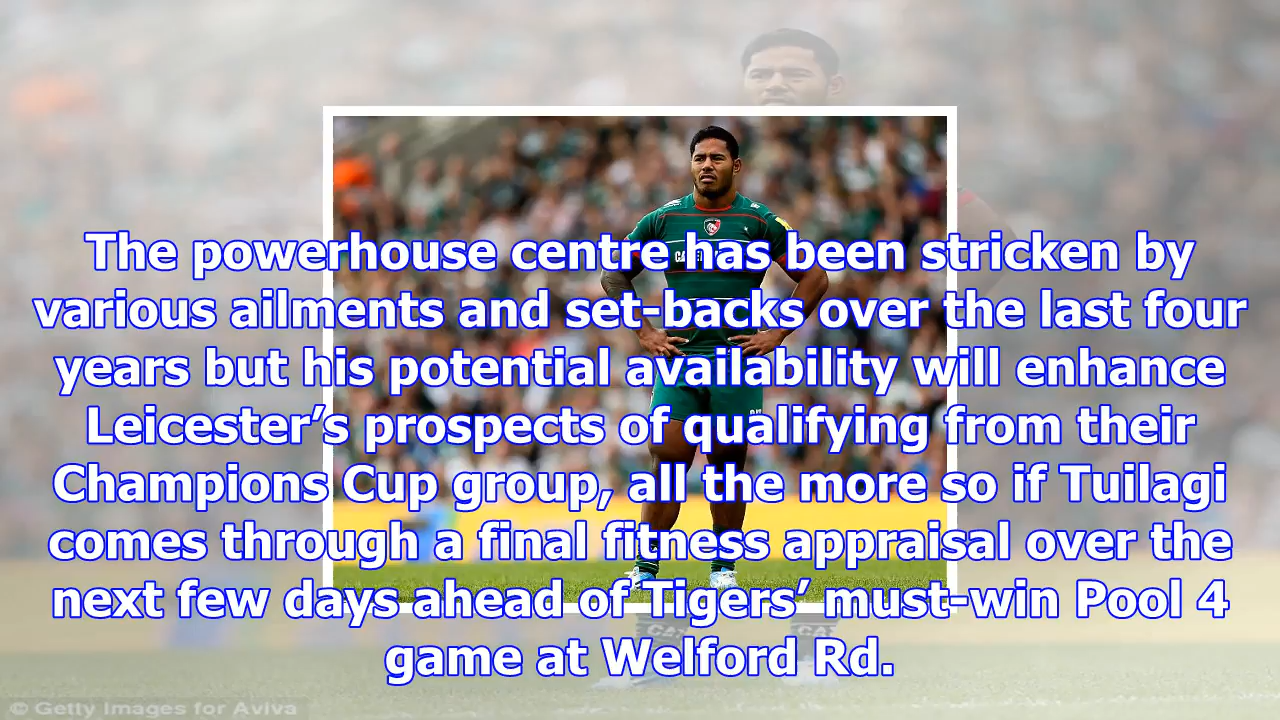 The powerhouse centre has been stricken by
various ailments and set-backs over the last four
years but his potential availability will enhance
Leicester’s prospects of qualifying from their
Champions Cup group, all the more so if Tuilagi
comes through a final fitness appraisal over the
next few days ahead of Tigers’ must-win Pool 4
game at Welford Rd.
© Getty Images for Aviva